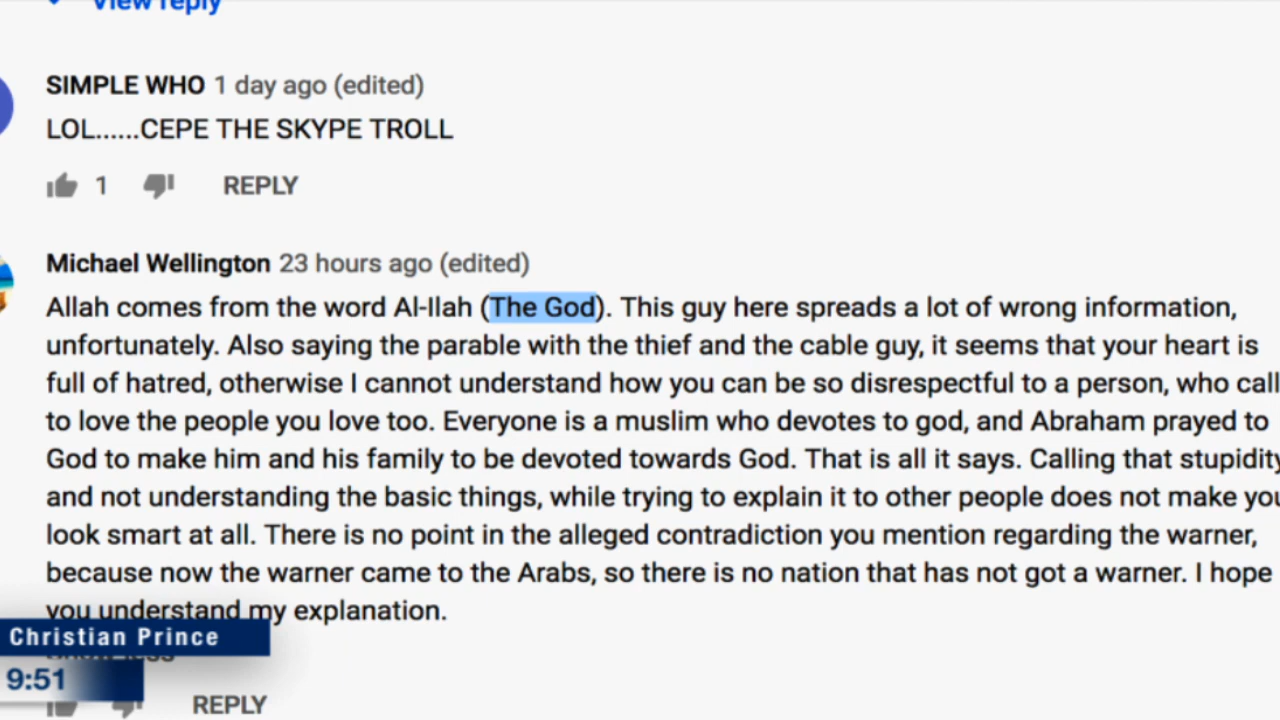 View reply
SIMPLE WHO 1 day ago (edited)
LOL......CEPE THE SKYPE TROLL
1 REPLY
Michael Wellington 23 hours ago (edited)
Allah comes from the word Al-Ilah (The God). This guy here spreads a lot of wrong information,
unfortunately. Also saying the parable with the thief and the cable guy, it seems that your heart is
full of hatred, otherwise I cannot understand how you can be so disrespectful to a person, who call
to love the people you love too. Everyone is a muslim who devotes to god, and Abraham prayed to
God to make him and his family to be devoted towards God. That is all it says. Calling that stupidity
and not understanding the basic things, while trying to explain it to other people does not make you
look smart at all. There is no point in the alleged contradiction you mention regarding the warner,
because now the warner came to the Arabs, so there is no nation that has not got a warner. I hope
you understand my explanation.
Christian Prince
9:51
REPLY